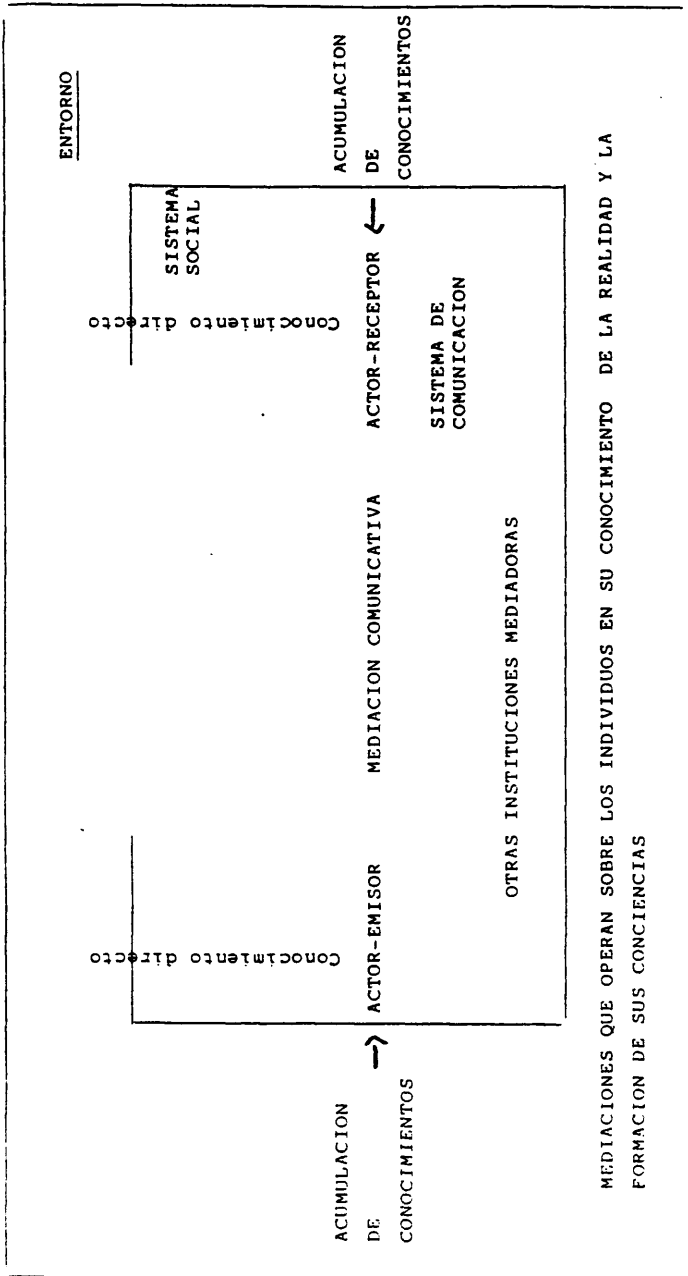 ENTORNO
SISTEMA
SOCIAL
Conocimiento directo
Conocimiento directo
ACUMULACION
DE
CONOCIMIENTOS
ACTOR-EMISOR
MEDIACION COMUNICATIVA
ACTOR-RECEPTOR
ACUMULACION
DE
CONOCIMIENTOS
SISTEMA DE
COMUNICACION
OTRAS INSTITUCIONES MEDIADORAS
MEDIACIONES QUE OPERAN SOBRE LOS INDIVIDUOS EN SU CONOCIMIENTO DE LA REALIDAD Y LA
FORMACION DE SUS CONCIENCIAS